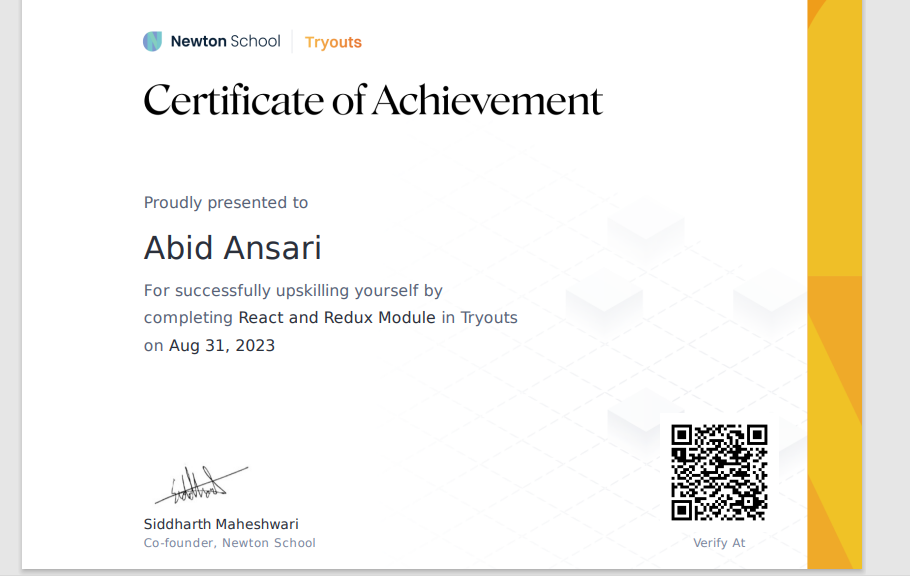 Newton School Tryouts
Certificate of Achievement
Proudly presented to
Abid Ansari
For successfully upskilling yourself by
completing React and Redux Module in Tryouts
on Aug 31, 2023
Siddharth Maheshwari
Co-founder, Newton School
Verify At